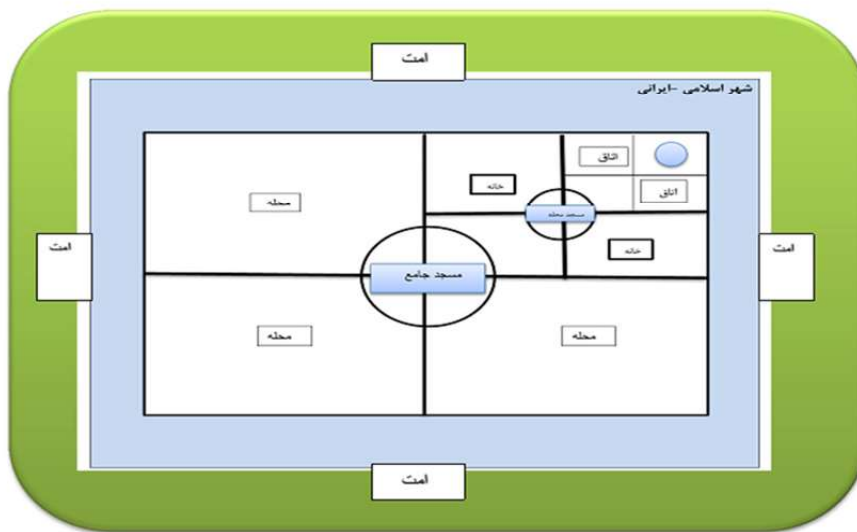 امت
شهر اسلامی -ایرانی
اتاق
خانه
اتاق
محله
مسجد محله
امت
امت
خانه
مسجد جامع
محله
محله
امت